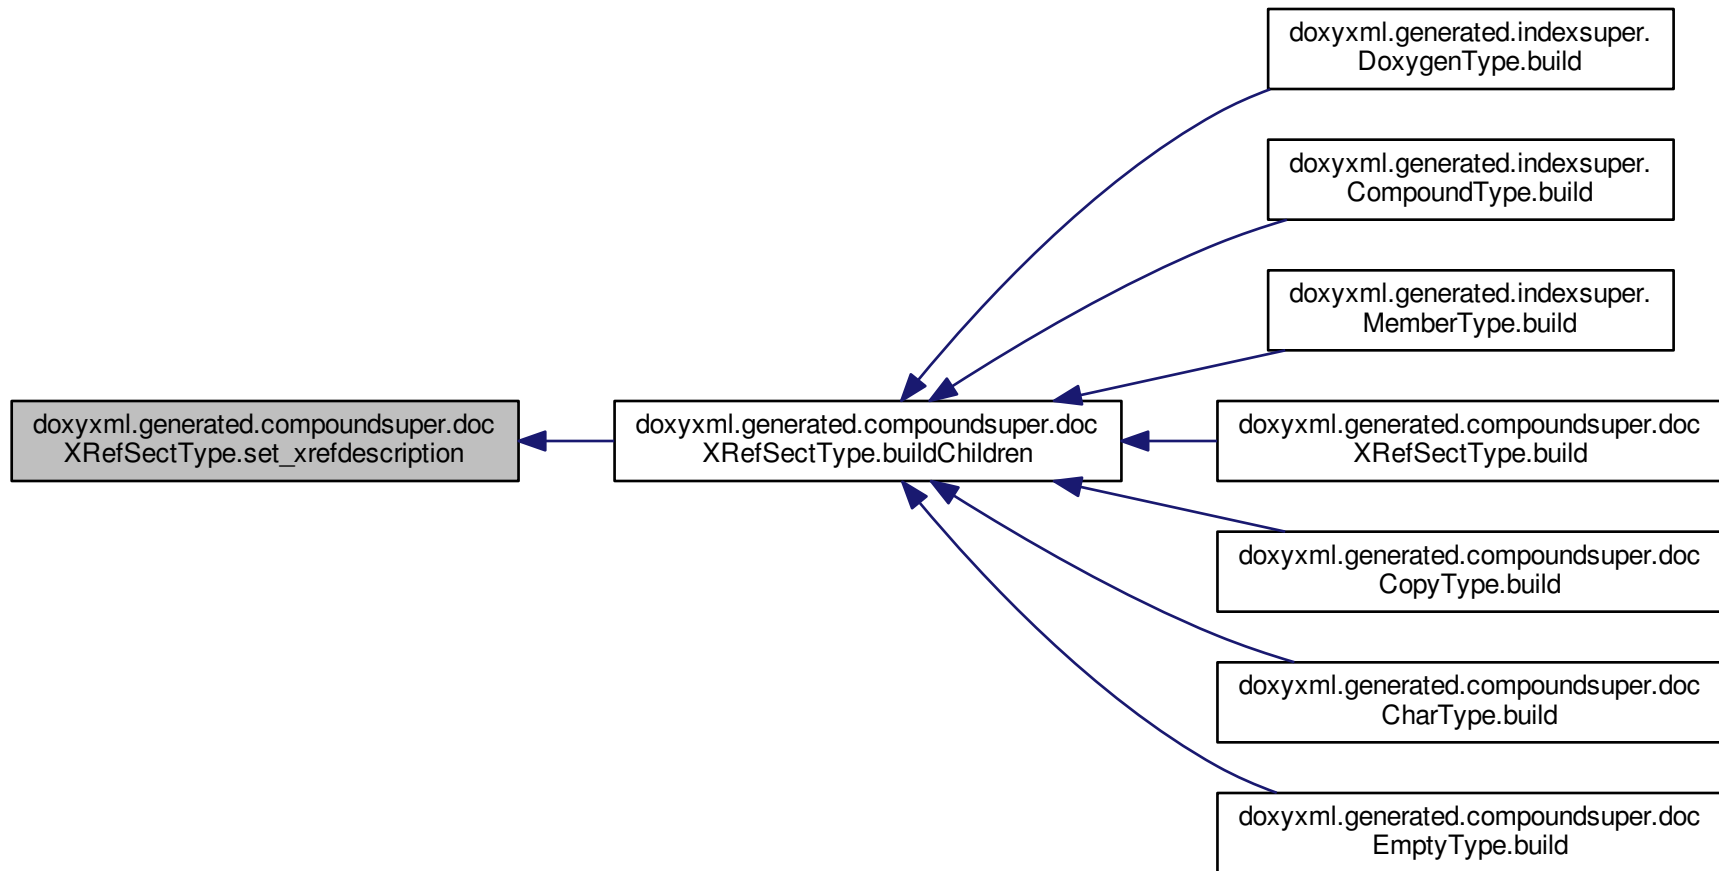 doxyxml.generated.indexsuper.
DoxygenType.build
doxyxml.generated.indexsuper.
CompoundType.build
doxyxml.generated.indexsuper.
MemberType.build
doxyxml.generated.compoundsuper.doc
XRefSectType.set_xrefdescription
doxyxml.generated.compoundsuper.doc
XRefSectType.buildChildren
doxyxml.generated.compoundsuper.doc
XRefSectType.build
doxyxml.generated.compoundsuper.doc
CopyType.build
doxyxml.generated.compoundsuper.doc
CharType.build
doxyxml.generated.compoundsuper.doc
EmptyType.build